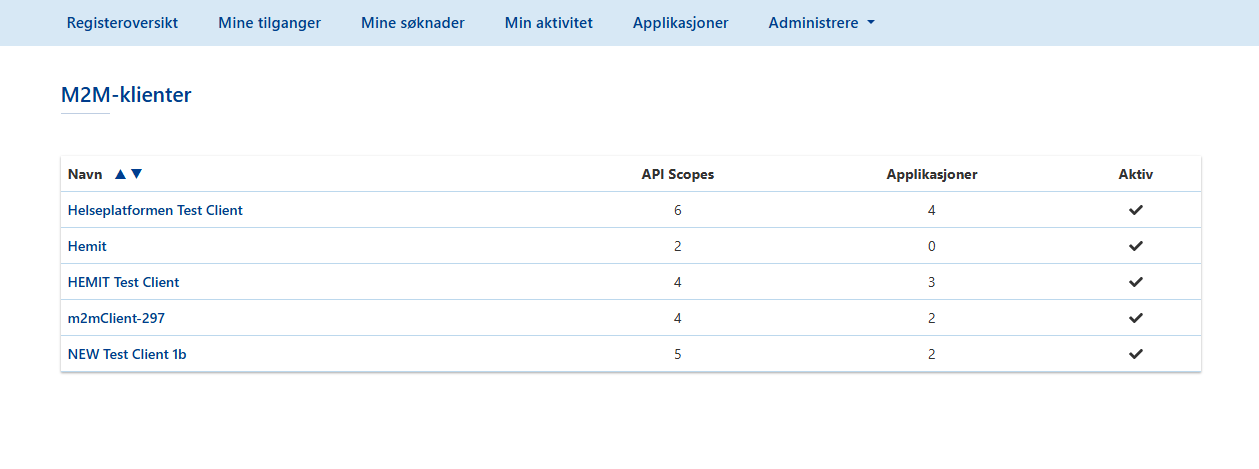 Registeroversikt Mine tilganger Mine søknader Min aktivitet Applikasjoner Administrere
M2M-klienter
Navn API Scopes Applikasjoner Aktiv
Helseplatformen Test Client 6 4
Hemit 2 0
HEMIT Test Client 4 3
m2mClient-297 4 2
NEW Test Client 1b 5 2